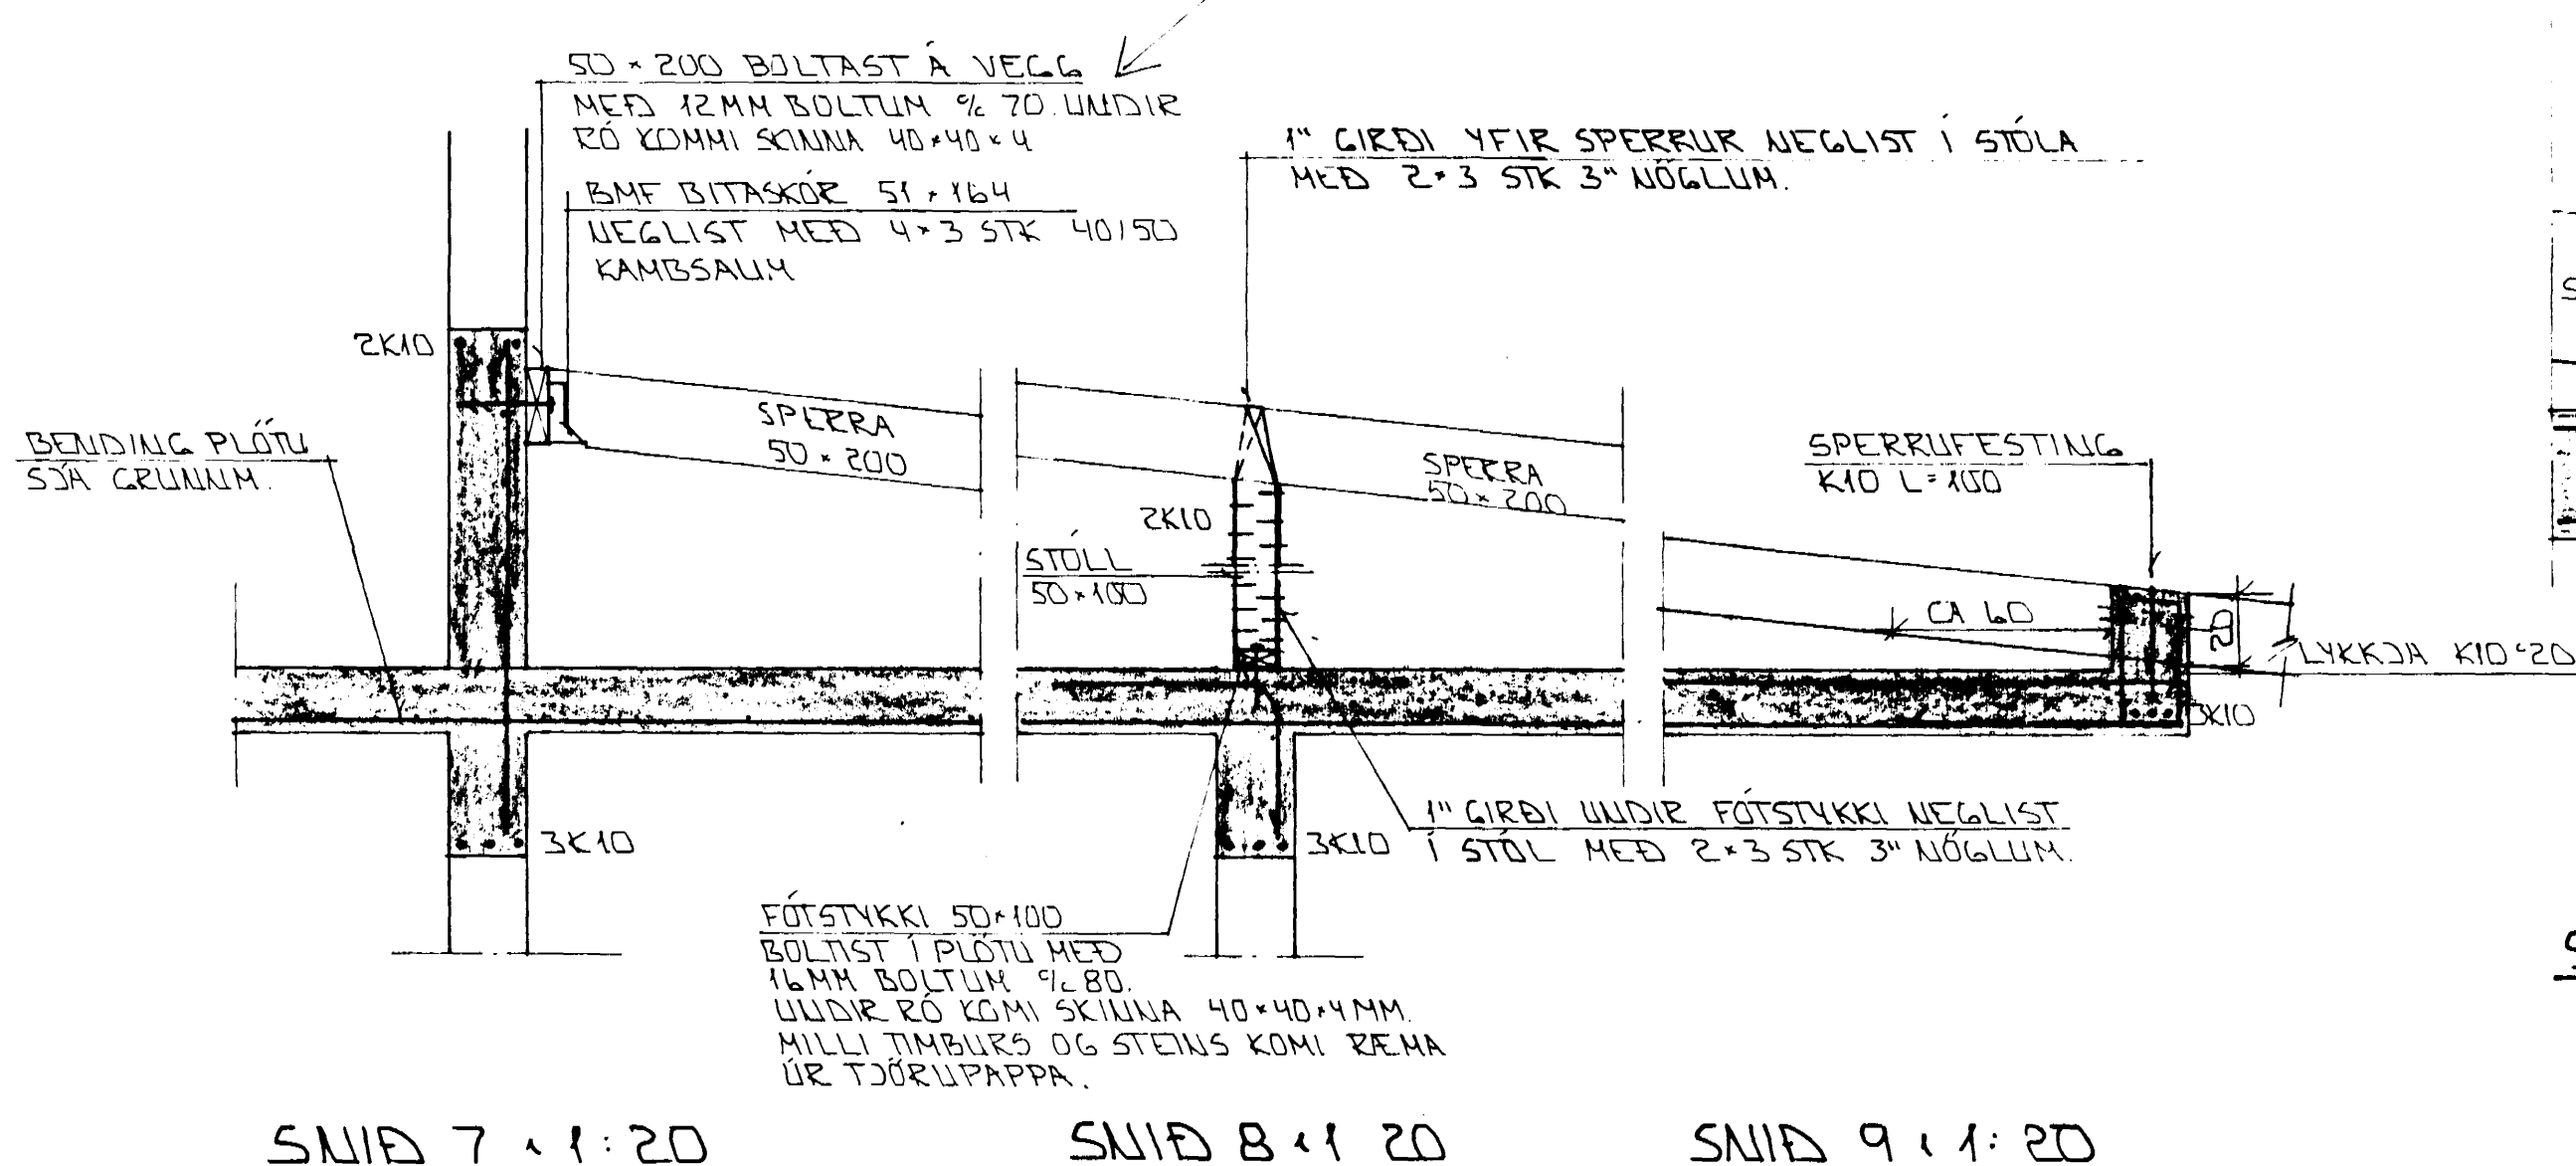 50 × 200 BOLTAST Á VEGG
MEÐ 12MM BOLTUM % 70. UNDIR
RÓ KOMMI SKINNA 40×40×4
BMF BITASKÓR 51 × 164
NEGLIST MEÐ 4×3 STK 40/50
KAMBSAUM
1" GIRÐI YFIR SPERRUR NEGLIST Í STÓLA
MEÐ 2×3 STK 3" NÖGLUM.
2K10
BENDING PLÖTU
SJÁ GRUNNM.
SPERRA
50 × 200
2K10
STÓLL
50×100
SPERRA
50 × 200
SPERRUFESTING
K10 L=100
CA 60
20
LYKKJA K10 c20
3K10
3K10
3K10
1" GIRÐI UNDIR FÓTSTYKKI NEGLIST
Í STÓL MEÐ 2×3 STK 3" NÖGLUM.
FÓTSTYKKI 50×100
BOLTIST Í PLÖTU MEÐ
16MM BOLTUM % 80.
UNDIR RÓ KOMI SKINNA 40×40×4MM.
MILLI TIMBURS OG STEINS KOMI RÆMA
ÚR TJÖRUPAPPA.
SNIÐ 7 · 1:20
SNIÐ 8 · 1 20
SNIÐ 9 · 1:20